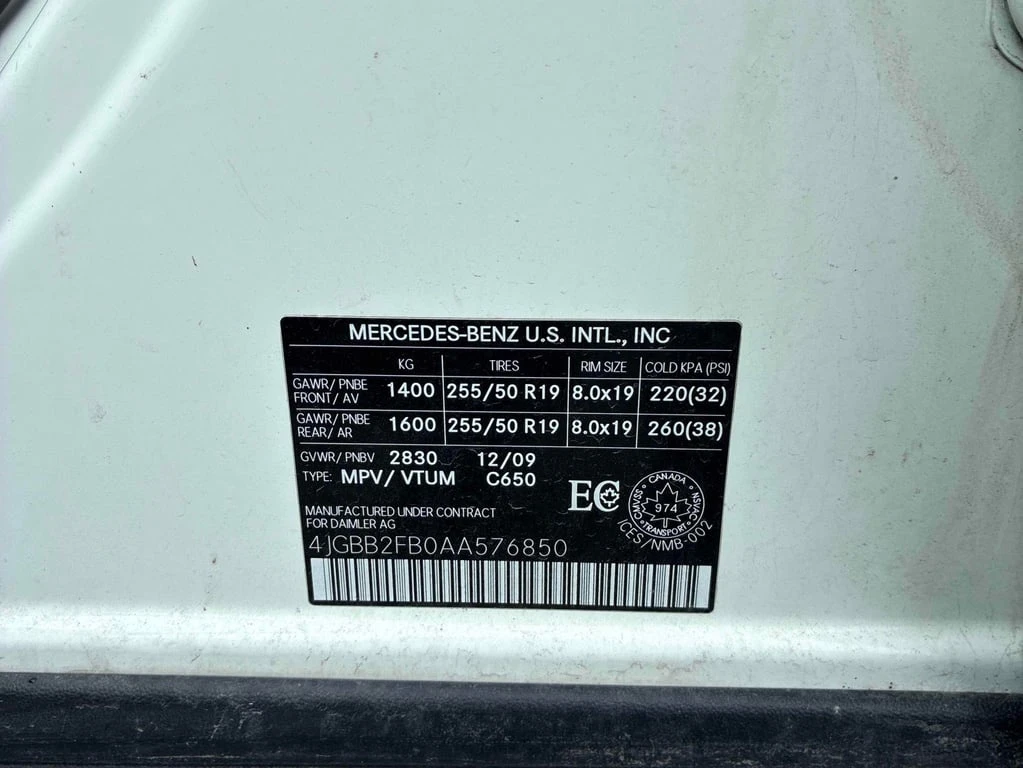 MERCEDES-BENZ U.S. INTL., INC
KG TIRES RIM SIZE COLD KPA (PSI)
GAWR/ PNBE FRONT/ AV 1400 255/50 R19 8.0x19 220(32)
GAWR/ PNBE REAR/ AR 1600 255/50 R19 8.0x19 260(38)
GVWR/ PNBV 2830 12/09
TYPE: MPV/ VTUM C650
EC
CANADA
CMVSS
974
NSVAC
TRANSPORT
ICES/NMB-002
MANUFACTURED UNDER CONTRACT
FOR DAIMLER AG
4JGBB2FB0AA576850